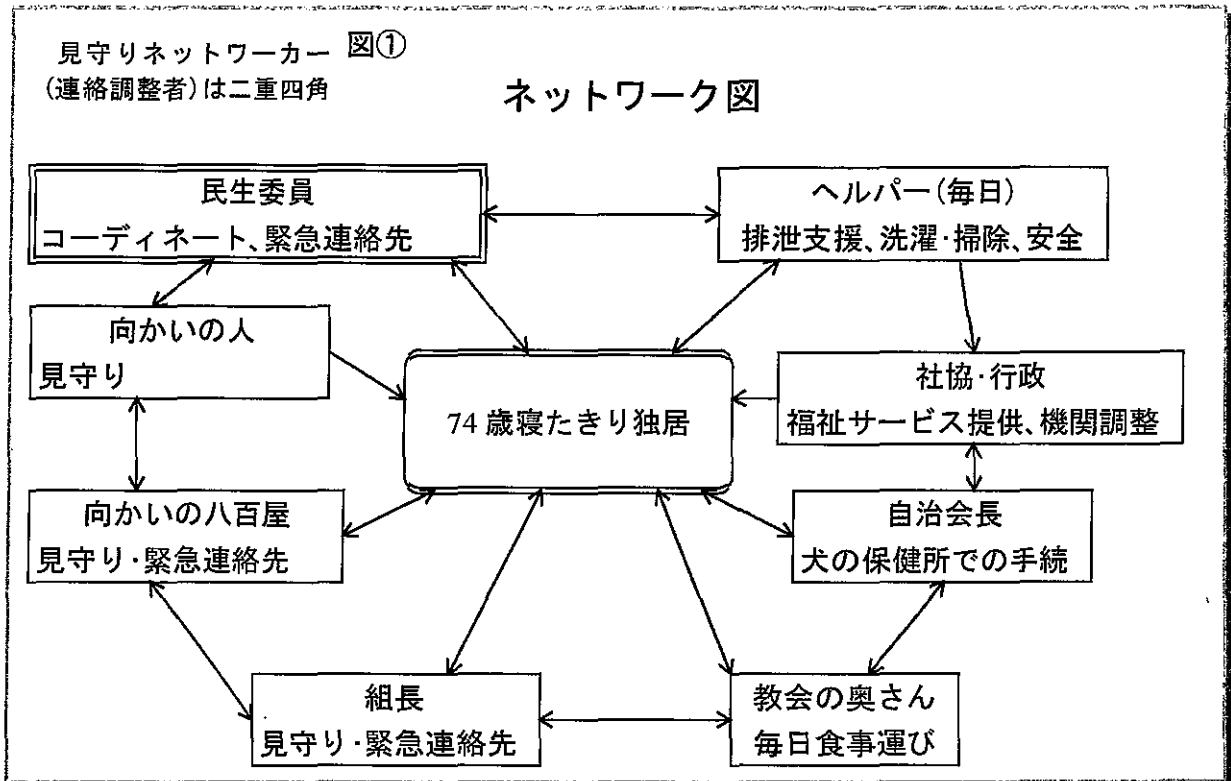 見守りネットワーカー 図①
(連絡調整者)は二重四角
ネットワーク図
民生委員
コーディネート、緊急連絡先
ヘルパー(毎日)
排泄支援、洗濯・掃除、安全
向かいの人
見守り
74歳寝たきり独居
社協・行政
福祉サービス提供、機関調整
向かいの八百屋
見守り・緊急連絡先
自治会長
犬の保健所での手続
組長
見守り・緊急連絡先
教会の奥さん
毎日食事運び